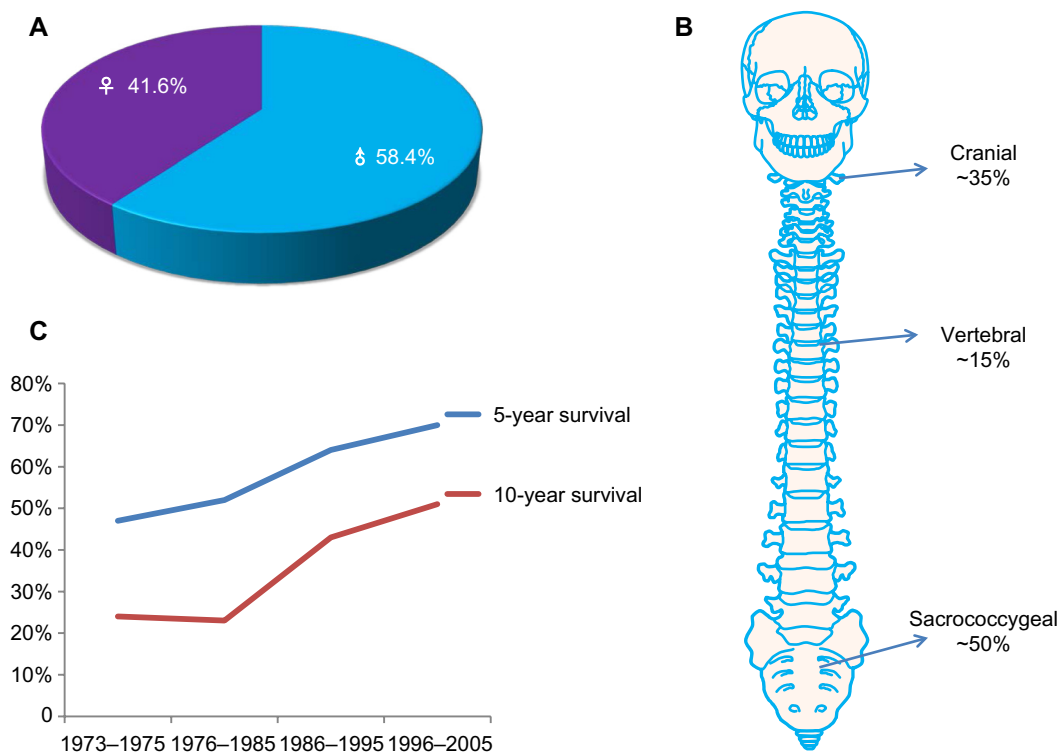 A
♀ 41.6%
⚨ 58.4%
B
Cranial
~35%
Vertebral
~15%
Sacrococcygeal
~50%
C
80%
70%
60%
50%
40%
30%
20%
10%
0
5-year survival
10-year survival
1973–1975 1976–1985 1986–1995 1996–2005